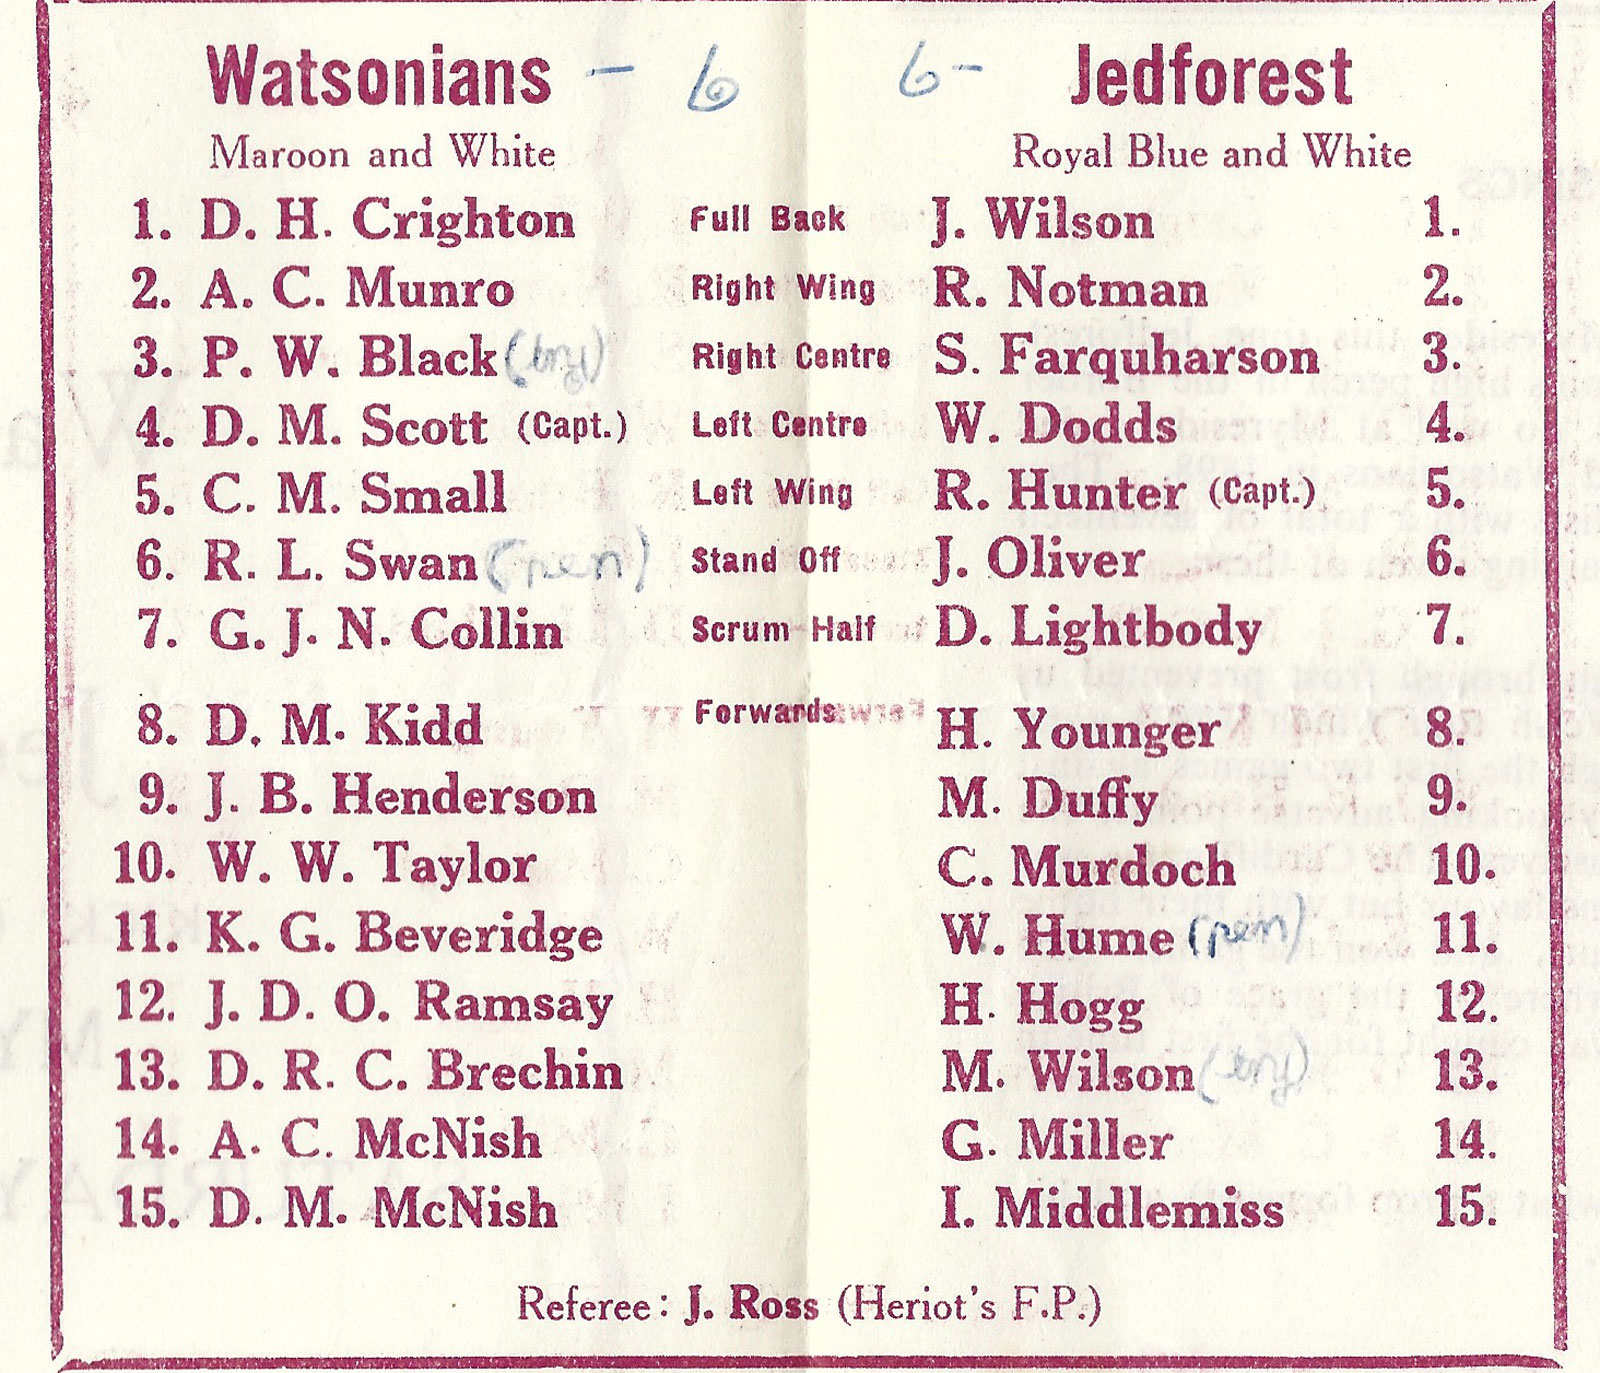 Watsonians - 6 6 - Jedforest
Maroon and White Royal Blue and White
1. D. H. Crighton Full Back J. Wilson 1.
2. A. C. Munro Right Wing R. Notman 2.
3. P. W. Black (try) Right Centre S. Farquharson 3.
4. D. M. Scott (Capt.) Left Centre W. Dodds 4.
5. C. M. Small Left Wing R. Hunter (Capt.) 5.
6. R. L. Swan (pen) Stand Off J. Oliver 6.
7. G. J. N. Collin Scrum-Half D. Lightbody 7.
Forwards
8. D. M. Kidd H. Younger 8.
9. J. B. Henderson M. Duffy 9.
10. W. W. Taylor C. Murdoch 10.
11. K. G. Beveridge W. Hume (pen) 11.
12. J. D. O. Ramsay H. Hogg 12.
13. D. R. C. Brechin M. Wilson (try) 13.
14. A. C. McNish G. Miller 14.
15. D. M. McNish I. Middlemiss 15.
Referee: J. Ross (Heriot's F.P.)